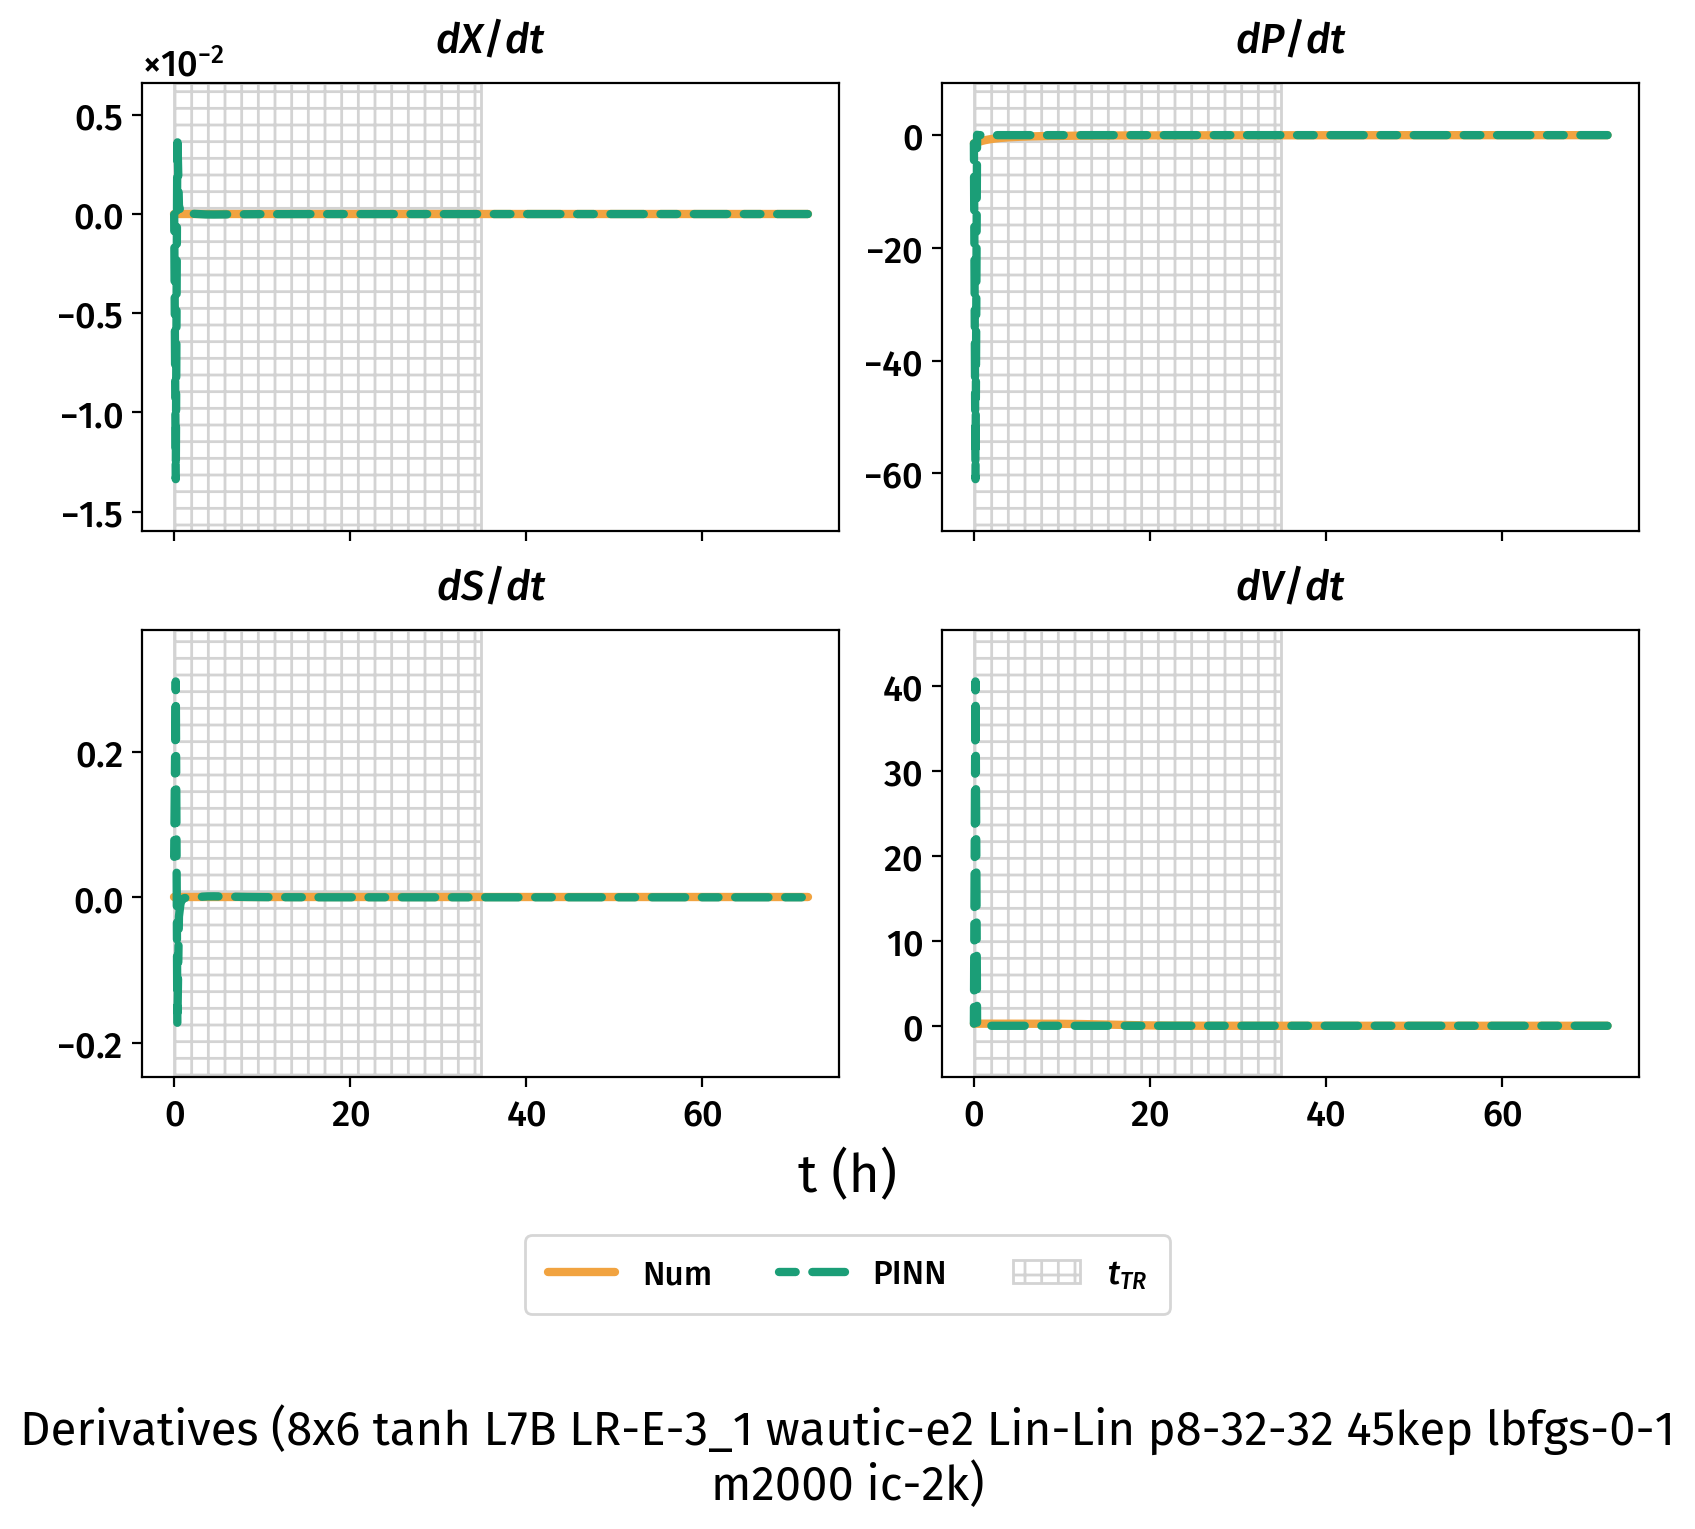 dX/dt
dP/dt
×10⁻²
0.5
0.0
−0.5
−1.0
−1.5
0
−20
−40
−60
dS/dt
dV/dt
0.2
0.0
−0.2
0
20
40
60
40
30
20
10
0
0
20
40
60
t (h)
Num
PINN
t_TR
Derivatives (8x6 tanh L7B LR-E-3_1 wautic-e2 Lin-Lin p8-32-32 45kep lbfgs-0-1
m2000 ic-2k)